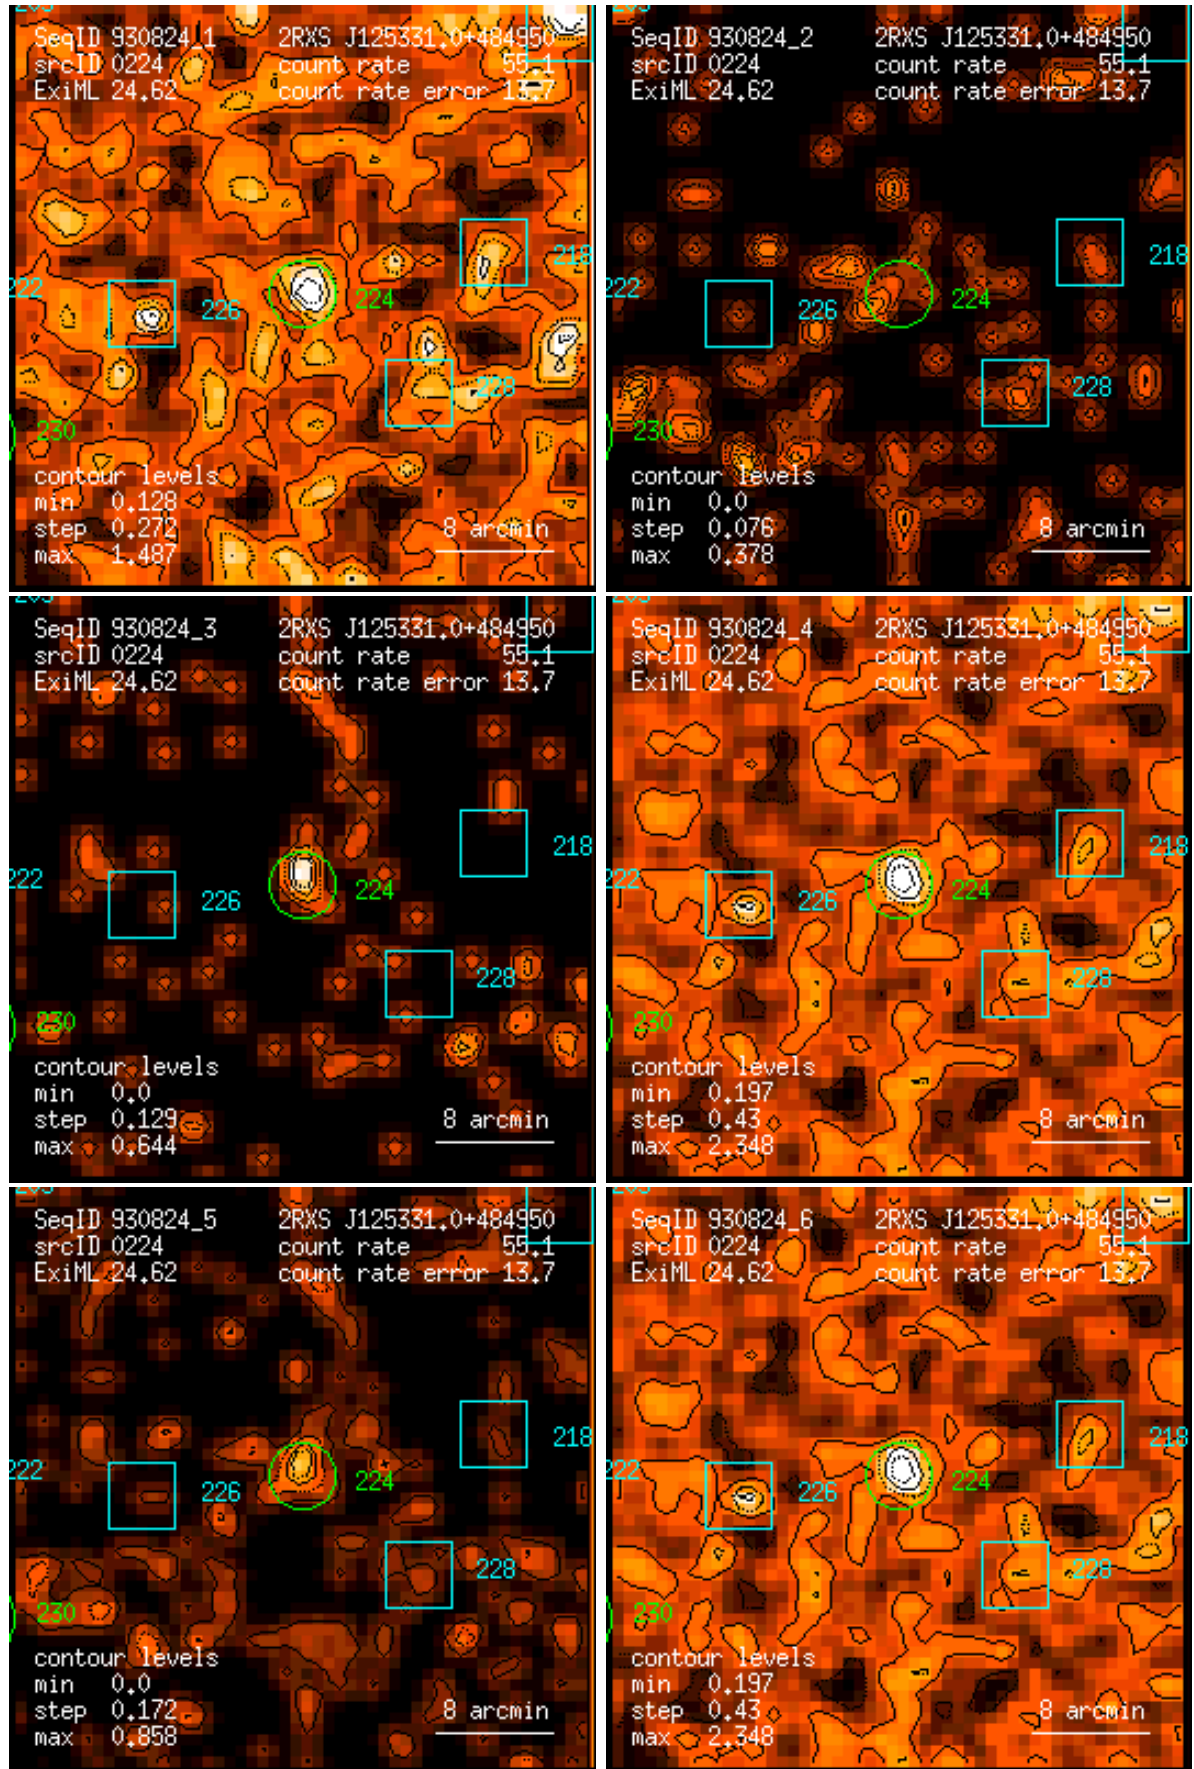 SeqID 930824_1 2RXS J125331.0+484950
srcID 0224 count rate 55.1
ExiML 24.62 count rate error 13.7
218
222
226
224
228
230
contour levels
min 0.128
step 0.272
max 1.487
8 arcmin
SeqID 930824_2 2RXS J125331.0+484950
srcID 0224 count rate 55.1
ExiML 24.62 count rate error 13.7
218
222
226
224
228
230
contour levels
min 0.0
step 0.076
max 0.378
8 arcmin
SeqID 930824_3 2RXS J125331.0+484950
srcID 0224 count rate 55.1
ExiML 24.62 count rate error 13.7
218
222
226
224
228
230
contour levels
min 0.0
step 0.129
max 0.644
8 arcmin
SeqID 930824_4 2RXS J125331.0+484950
srcID 0224 count rate 55.1
ExiML 24.62 count rate error 13.7
218
222
226
224
228
230
contour levels
min 0.197
step 0.43
max 2.348
8 arcmin
SeqID 930824_5 2RXS J125331.0+484950
srcID 0224 count rate 55.1
ExiML 24.62 count rate error 13.7
218
222
226
224
228
230
contour levels
min 0.0
step 0.172
max 0.858
8 arcmin
SeqID 930824_6 2RXS J125331.0+484950
srcID 0224 count rate 55.1
ExiML 24.62 count rate error 13.7
218
222
226
224
228
230
contour levels
min 0.197
step 0.43
max 2.348
8 arcmin